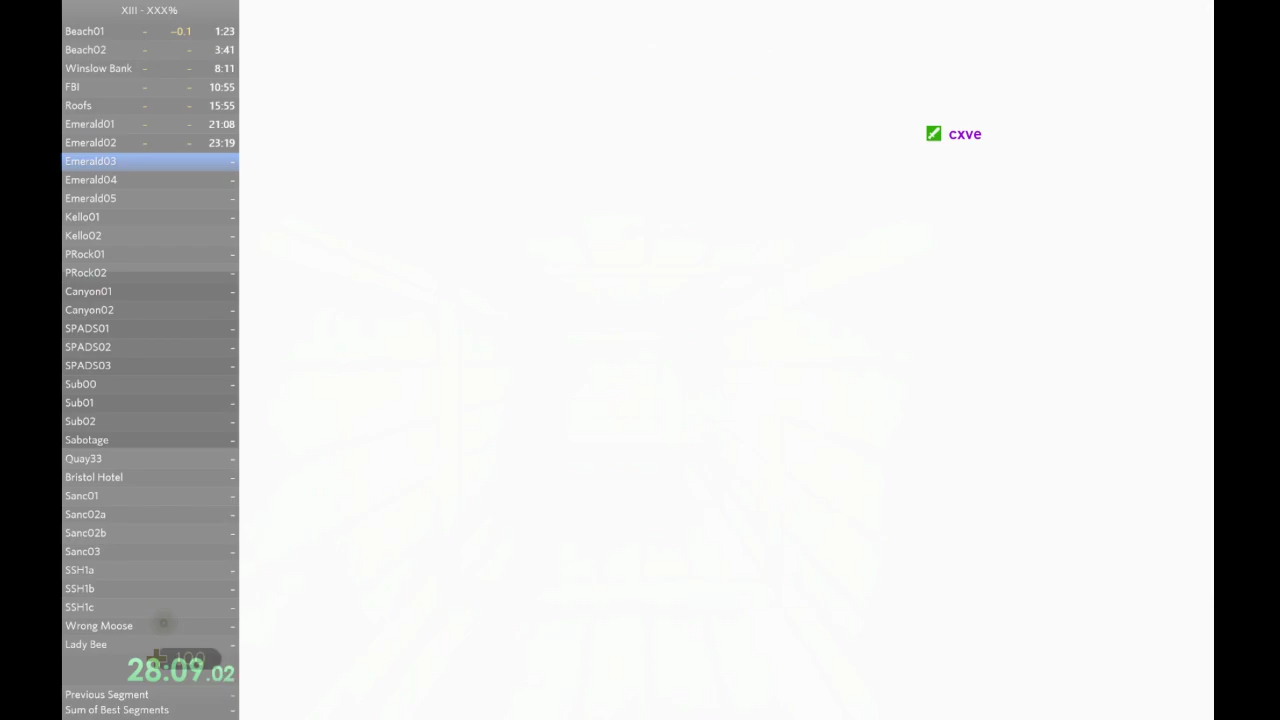 XIII - XXX%
Beach01 - −0.1 1:23
Beach02 - - 3:41
Winslow Bank - - 8:11
FBI - - 10:55
Roofs - - 15:55
Emerald01 - - 21:08
Emerald02 - - 23:19
Emerald03 -
Emerald04 -
Emerald05 -
Kello01 -
Kello02 -
PRock01 -
PRock02 -
Canyon01 -
Canyon02 -
SPADS01 -
SPADS02 -
SPADS03 -
Sub00 -
Sub01 -
Sub02 -
Sabotage -
Quay33 -
Bristol Hotel -
Sanc01 -
Sanc02a -
Sanc02b -
Sanc03 -
SSH1a -
SSH1b -
SSH1c -
Wrong Moose -
Lady Bee -
100
28:09.02
Previous Segment -
Sum of Best Segments -
cxve